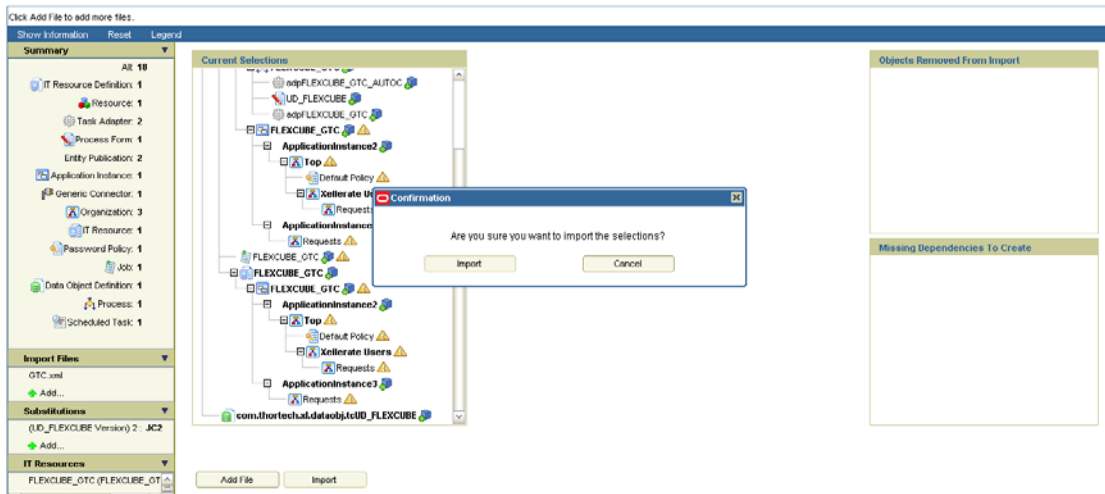 Click Add File to add more files.
Show Information Reset Legend
Summary
All: 18
IT Resource Definition: 1
Resource: 1
Task Adapter: 2
Process Form: 1
Entity Publication: 2
Application Instance: 1
Generic Connector: 1
Organization: 3
IT Resource: 1
Password Policy: 1
Job: 1
Data Object Definition: 1
Process: 1
Scheduled Task: 1
Import Files
GTC.xml
Add...
Substitutions
(UD_FLEXCUBE Version) 2 : JC2
Add...
IT Resources
FLEXCUBE_GTC (FLEXCUBE_GT
Current Selections
adpFLEXCUBE_GTC_AUTOC
UD_FLEXCUBE
adpFLEXCUBE_GTC
FLEXCUBE_GTC
ApplicationInstance2
Top
Default Policy
Xellerate Us
Requests
ApplicationInstance
Requests
FLEXCUBE_GTC
FLEXCUBE_GTC
FLEXCUBE_GTC
ApplicationInstance2
Top
Default Policy
Xellerate Users
Requests
ApplicationInstance3
Requests
com.thortech.xl.dataobj.tcUD_FLEXCUBE
Confirmation
Are you sure you want to import the selections?
Import Cancel
Objects Removed From Import
Missing Dependencies To Create
Add File Import